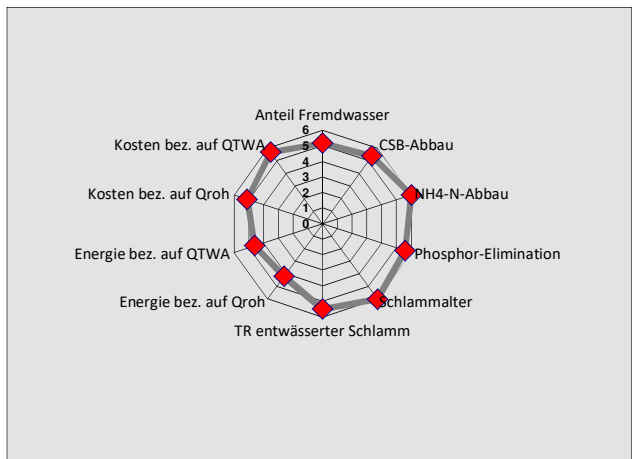 Anteil Fremdwasser
6
5
4
3
2
1
0
CSB-Abbau
NH4-N-Abbau
Phosphor-Elimination
Schlammalter
TR entwässerter Schlamm
Energie bez. auf Qroh
Energie bez. auf QTWA
Kosten bez. auf Qroh
Kosten bez. auf QTWA